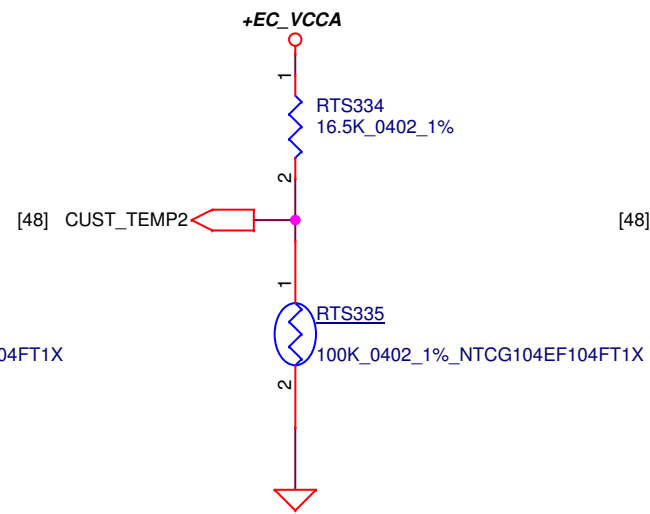 +EC_VCCA
1
RTS334
16.5K_0402_1%
2
[48] CUST_TEMP2
[48]
1
RTS335
04FT1X
100K_0402_1%_NTCG104EF104FT1X
2